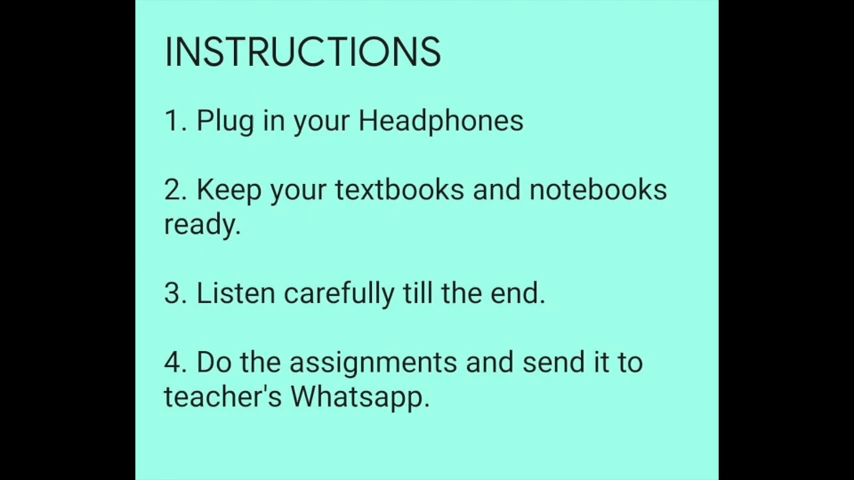 INSTRUCTIONS
1. Plug in your Headphones
2. Keep your textbooks and notebooks
ready.
3. Listen carefully till the end.
4. Do the assignments and send it to
teacher's Whatsapp.